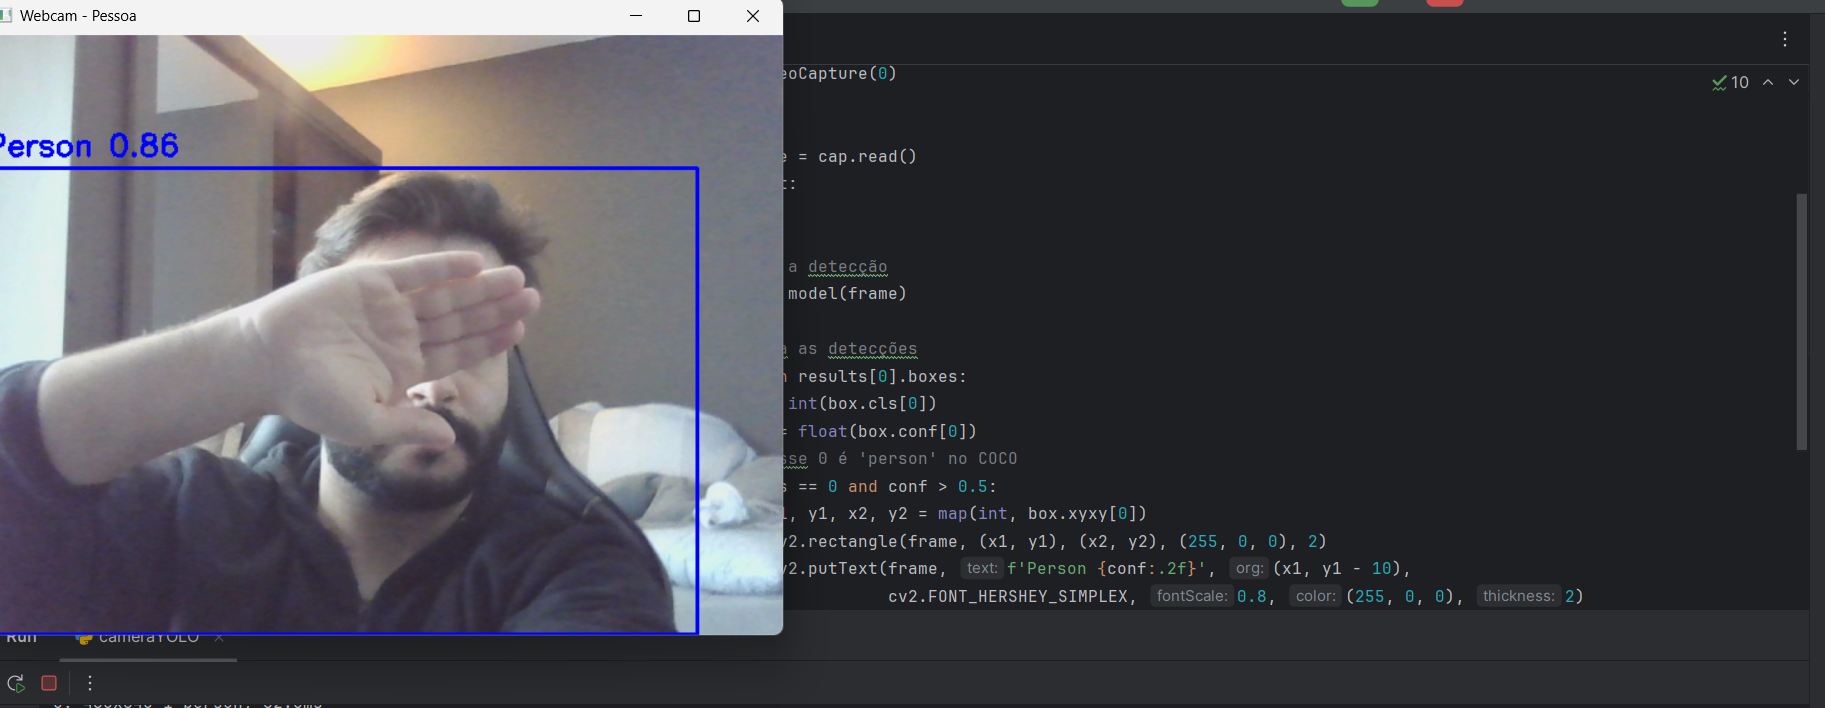 Webcam - Pessoa
Person 0.86
eoCapture(0)
10
e = cap.read()
t:
a detecção
model(frame)
a as detecções
n results[0].boxes:
int(box.cls[0])
= float(box.conf[0])
sse 0 é 'person' no COCO
s == 0 and conf > 0.5:
1, y1, x2, y2 = map(int, box.xyxy[0])
v2.rectangle(frame, (x1, y1), (x2, y2), (255, 0, 0), 2)
v2.putText(frame, text: f'Person {conf:.2f}', org: (x1, y1 - 10),
cv2.FONT_HERSHEY_SIMPLEX, fontScale: 0.8, color: (255, 0, 0), thickness: 2)
Run cameraYOLO